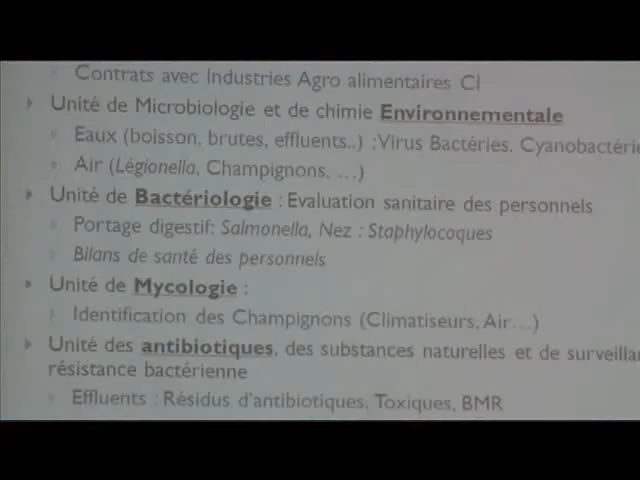 Contrats avec Industries Agro alimentaires CI
Unité de Microbiologie et de chimie Environnementale
Eaux (boisson, brutes, effluents..) :Virus Bactéries, Cyanobactérie
Air (Légionella, Champignons, …)
Unité de Bactériologie : Evaluation sanitaire des personnels
Portage digestif: Salmonella, Nez : Staphylocoques
Bilans de santé des personnels
Unité de Mycologie :
Identification des Champignons (Climatiseurs, Air…)
Unité des antibiotiques, des substances naturelles et de surveilla
résistance bactérienne
Effluents : Résidus d'antibiotiques, Toxiques, BMR